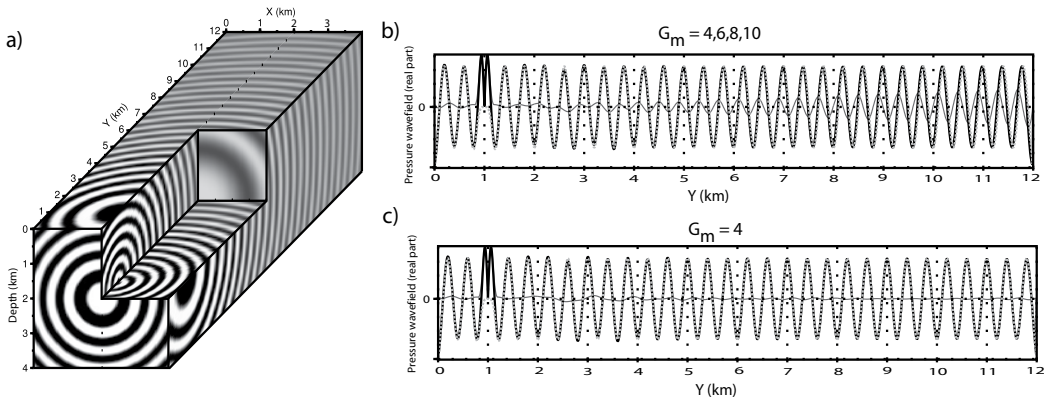 a)
X (km)
0 1 2 3
Y (km)
12
11
10
9
8
7
6
5
4
3
2
1
0
1
2
3
4
Depth (km)
b)
G_m = 4,6,8,10
Pressure wavefield (real part)
0
0 1 2 3 4 5 6 7 8 9 10 11 12
Y (km)
c)
G_m = 4
Pressure wavefield (real part)
0
0 1 2 3 4 5 6 7 8 9 10 11 12
Y (km)